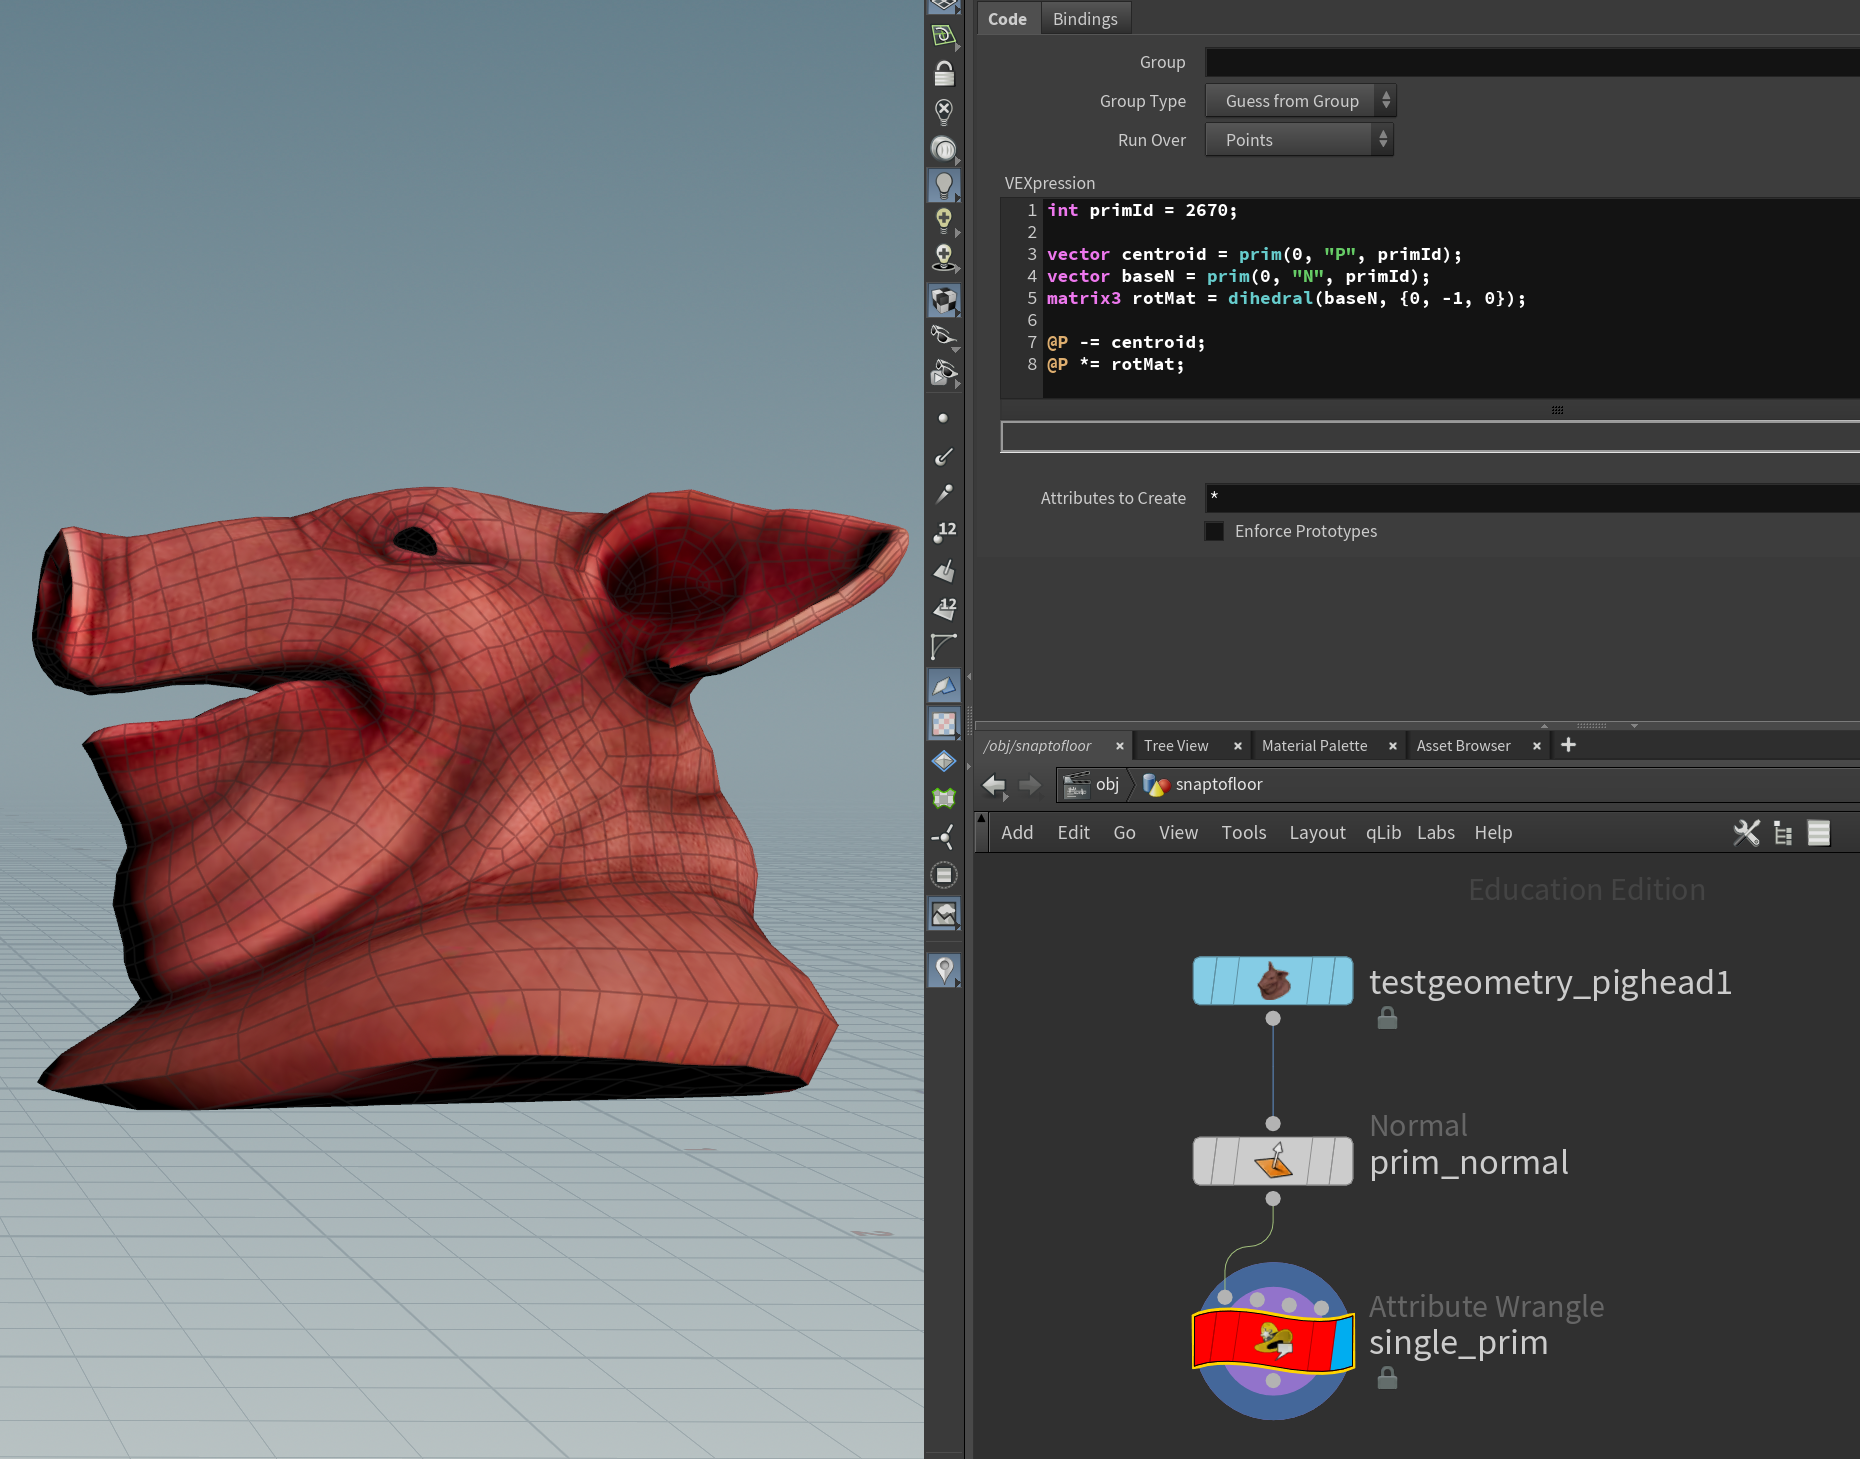 Code Bindings
Group
Group Type Guess from Group
Run Over Points
VEXpression
1 int primId = 2670;
2
3 vector centroid = prim(0, "P", primId);
4 vector baseN = prim(0, "N", primId);
5 matrix3 rotMat = dihedral(baseN, {0, -1, 0});
6
7 @P -= centroid;
8 @P *= rotMat;
12
Attributes to Create *
Enforce Prototypes
12
/obj/snaptofloor × Tree View × Material Palette × Asset Browser × +
obj snaptofloor
Add Edit Go View Tools Layout qLib Labs Help
Education Edition
testgeometry_pighead1
Normal
prim_normal
Attribute Wrangle
single_prim